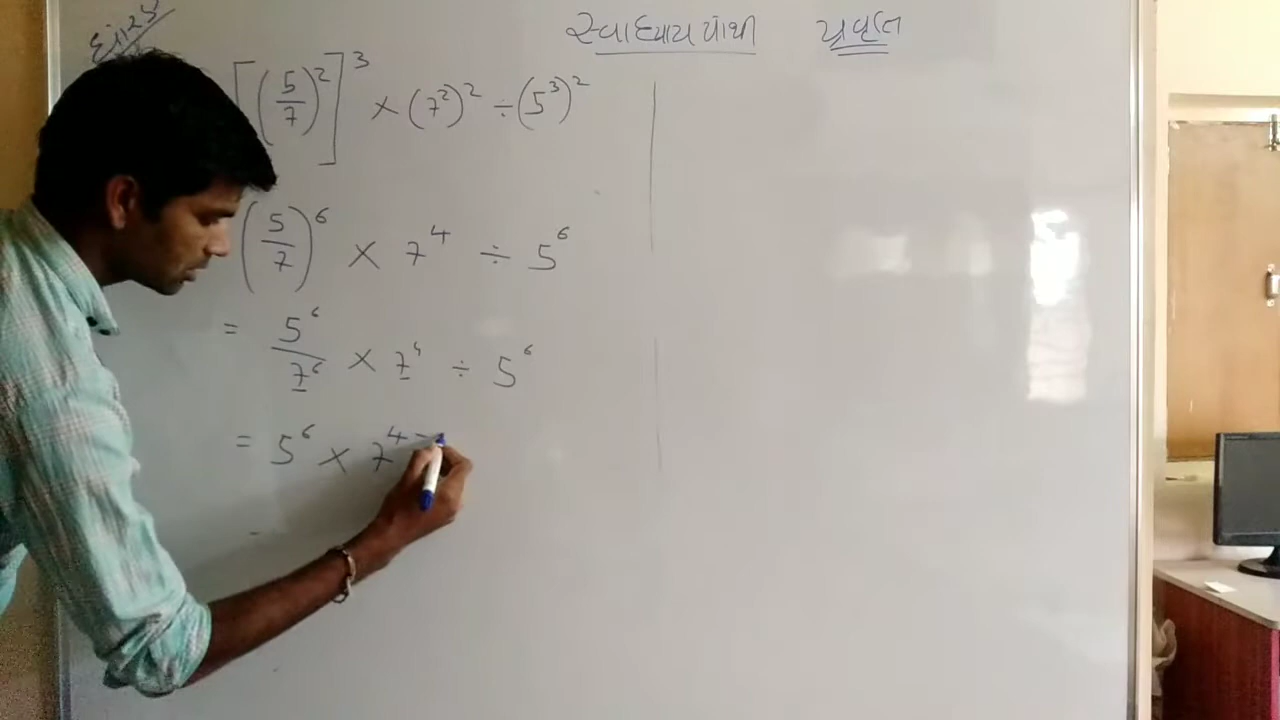 સ્વાધ્યાયપોથી
[(5/7)²]³ × (7²)² ÷ (5³)²
(5/7)⁶ × 7⁴ ÷ 5⁶
= 5⁶/7⁶ × 7⁴ ÷ 5⁶
= 5⁶ × 7⁴⁻